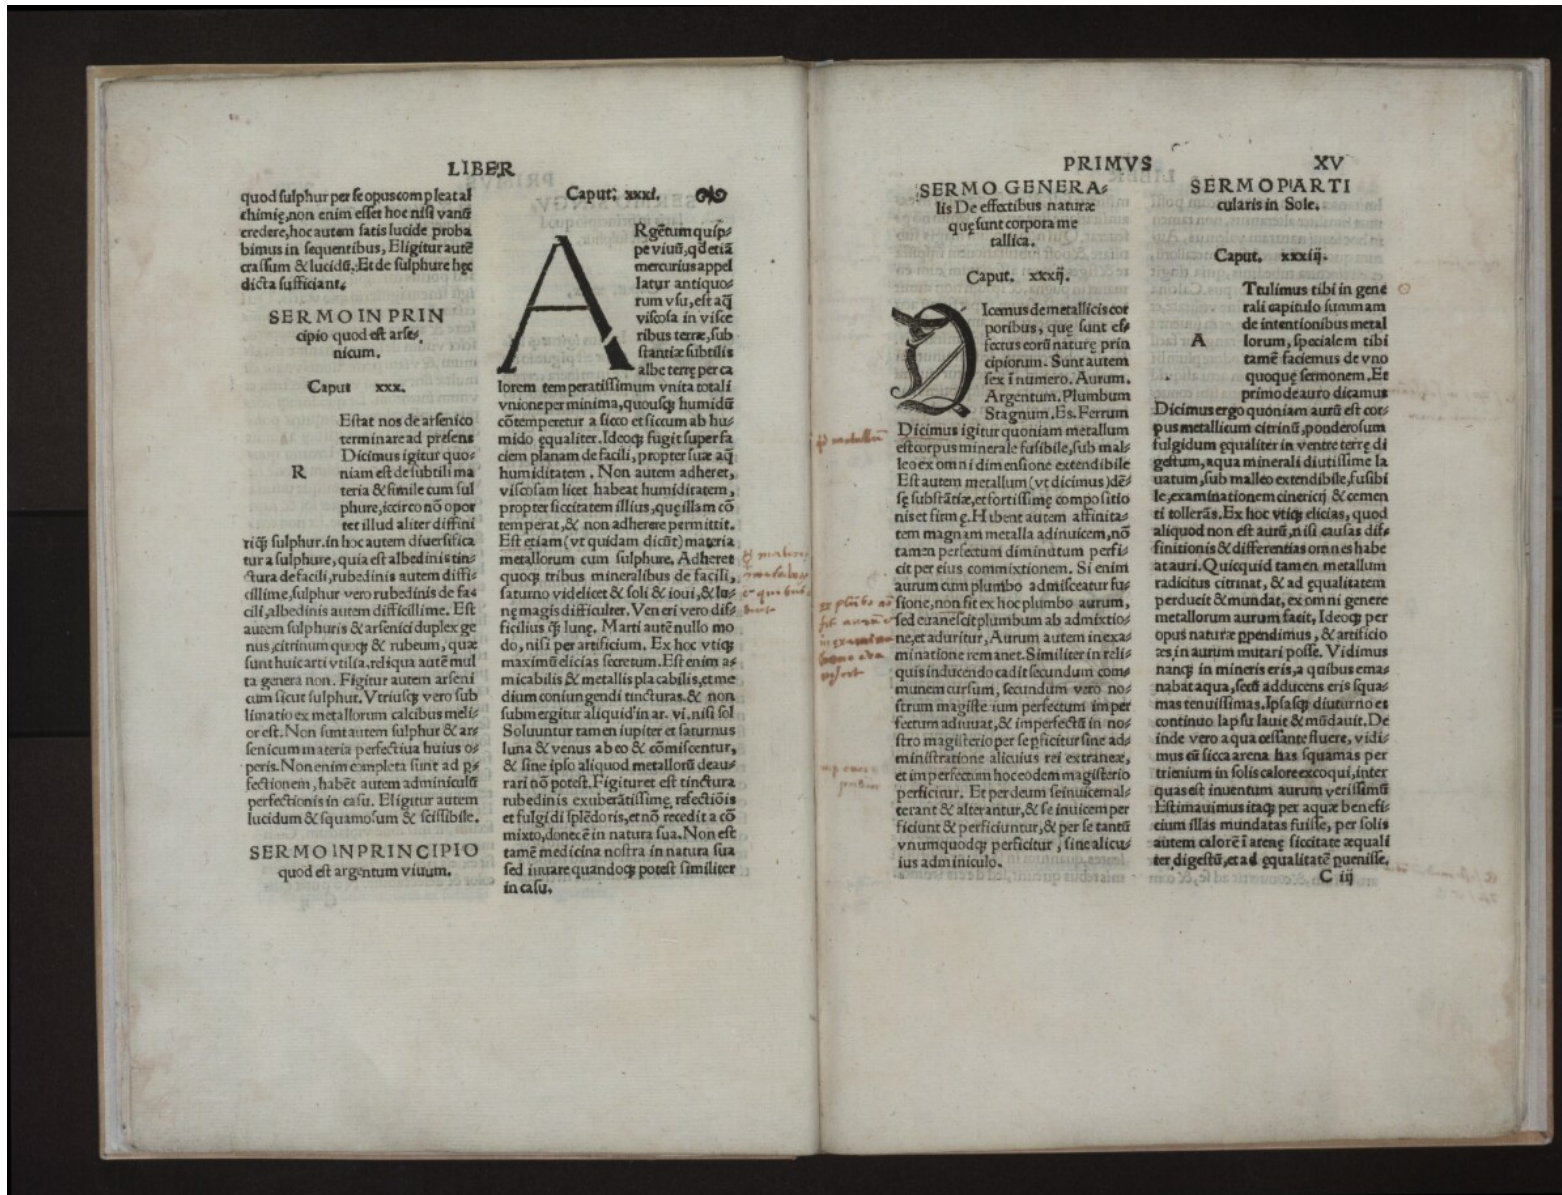 LIBER
quod sulphur per se opus compleat al
chimię, non enim esset hoc nisi vanū
credere, hoc autem satis lucide proba
bimus in sequentibus, Eligitur autē
crassum & lucidū. Et de sulphure hęc
dicta sufficiant.
SERMO IN PRIN
cipio quod est arse-
nicum.
Caput xxx.
Estat nos de arsenico
terminare ad presens
Dicimus igitur quo-
R niam est de subtili ma
teria & simile cum sul
phure, iccirco nō opor
tet illud aliter diffini
riq̃ sulphur. in hoc autem diversifica
tur a sulphure, quia est albedinis tin-
ctura de facili, rubedinis autem diffi-
cillime, sulphur vero rubedinis de fa-
cili, albedinis autem difficillime. Est
autem sulphuris & arsenici duplex ge
nus, citrinum quoq; & rubeum, quæ
sunt huic arti vtilia, reliqua autē mul
ta genera non. Figitur autem arseni
cum sicut sulphur. Vtriusq; vero sub
limatio ex metallorum calcibus meli-
or est. Non sunt autem sulphur & ar-
senicum materia perfectiua huius o-
peris. Non enim completa sunt ad ꝑ-
fectionem, habēt autem adminiculū
perfectionis in casu. Eligitur autem
lucidum & squamosum & scissibile.
SERMO IN PRINCIPIO
quod est argentum viuum.
Caput. xxxi.
A
Rgētum quip-
pe viuū, qd etiā
mercurius appel
latur antiquo-
rum vsu, est aq̄
viscosa in visce
ribus terræ, sub
stantiæ subtilis
albe terrę per ca
lorem temperatissimum vnita totali
vnione per minima, quousq; humidū
cōtemperetur a sicco et siccum ab hu-
mido ęqualiter. Ideoq; fugit super fa
ciem planam de facili, propter suæ aq̄
humiditatem. Non autem adheret,
viscosam licet habeat humiditatem,
propter siccitatem illius, quę illam cō
temperat, & non adherere permittit.
Est etiam (vt quidam dicūt) materia
metallorum cum sulphure. Adheret
quoq; tribus mineralibus de facili,
saturno videlicet & soli & ioui, & lu-
nę magis difficulter. Veneri vero dif-
ficilius q̃ lunę. Marti autē nullo mo
do, nisi per artificium. Ex hoc vtiq;
maximū elicias secretum. Est enim a-
micabilis & metallis placabilis, et me
dium coniungendi tincturas. & non
submergitur aliquid in ar. vi. nisi sol
Soluuntur tamen iupiter et saturnus
luna & venus ab eo & cōmiscentur,
& sine ipso aliquod metallorū deau-
rari nō potest. Figitur et est tinctura
rubedinis exuberātissimę, refectiōis
et fulgidi splēdoris, et nō recedit a cō
mixto, donec ē in natura sua. Non est
tamē medicina nostra in natura sua
sed iuuare quandoq; potest similiter
in casu.
PRIMVS XV
SERMO GENERA-
lis De effectibus naturæ
quę sunt corpora me
tallica.
Caput. xxxij.
D
Icemus de metallicis cor
poribus, quę sunt ef-
fectus eorū naturę prin
cipiorum. Sunt autem
sex ī numero. Aurum.
Argentum. Plumbum
Stagnum. Es. Ferrum
Dicimus igitur quoniam metallum
est corpus minerale fusibile, sub mal-
leo ex omni dimensione extendibile
Est autem metallum (vt dicimus) dē-
sę substātiæ, et fortissimę compositio
nis et firmę. Hibent autem affinita-
tem magnam metalla adinuicem, nō
tamen perfectum diminutum perfi-
cit per eius commixtionem. Si enim
aurum cum plumbo admisceatur fu-
sione, non fit ex hoc plumbo aurum,
sed euanescit plumbum ab admixtio-
ne, et aduritur, Aurum autem in exa-
minatione remanet. Similiter in reli-
quis inducendo cadit secundum com-
munem cursum, secundum vero no-
strum magisterium perfectum imper
fectum adiuuat, & imperfectū in no-
stro magisterio per se ꝑficitur sine ad-
ministratione alicuius rei extraneæ,
et imperfectum hoc eodem magisterio
perficitur. Et per deum se inuicem al-
terant & alterantur, & se inuicem per
ficiunt & perficiuntur, & per se tantū
vnumquodq; perficitur, sine alicu-
ius adminiculo.
SERMO PARTI
cularis in Sole.
Caput. xxxiij.
Ttulimus tibi in gene
rali capitulo summam
de intentionibus metal
A lorum, specialem tibi
tamē faciemus de vno
quoquę sermonem. Et
primo de auro dicamus
Dicimus ergo quoniam aurū est cor-
pus metallicum citrinū, ponderosum
fulgidum ęqualiter in ventre terrę di
gestum, aqua minerali diutissime la
uatum, sub malleo extendibile, fusibi
le, examinationem cinericij & cemen
ti tollerās. Ex hoc vtiq; elicias, quod
aliquod non est aurū, nisi causas dif-
finitionis & differentias omnes habe
at auri. Quicquid tamen metallum
radicitus citrinat, & ad ęqualitatem
perducit & mundat, ex omni genere
metallorum aurum facit, Ideoq; per
opus naturæ ꝑpendimus, & artificio
æs in aurum mutari posse. Vidimus
nanq; in mineris eris, a quibus ema-
nabat aqua, secū adducens eris squa-
mas tenuissimas. Ipsasq; diuturno et
continuo lapsu lauit & mūdauit. De
inde vero aqua cessante fluere, vidi-
mus cū sicca arena has squamas per
trienium in solis calore excoqui, inter
quas est inuentum aurum verissimū
Estimauimus itaq; per aquæ benefi-
cium illas mundatas fuisse, per solis
autem calorē ī arenę siccitate æquali
ter digestū, et ad ęqualitatē ꝑuenisse.
C iij